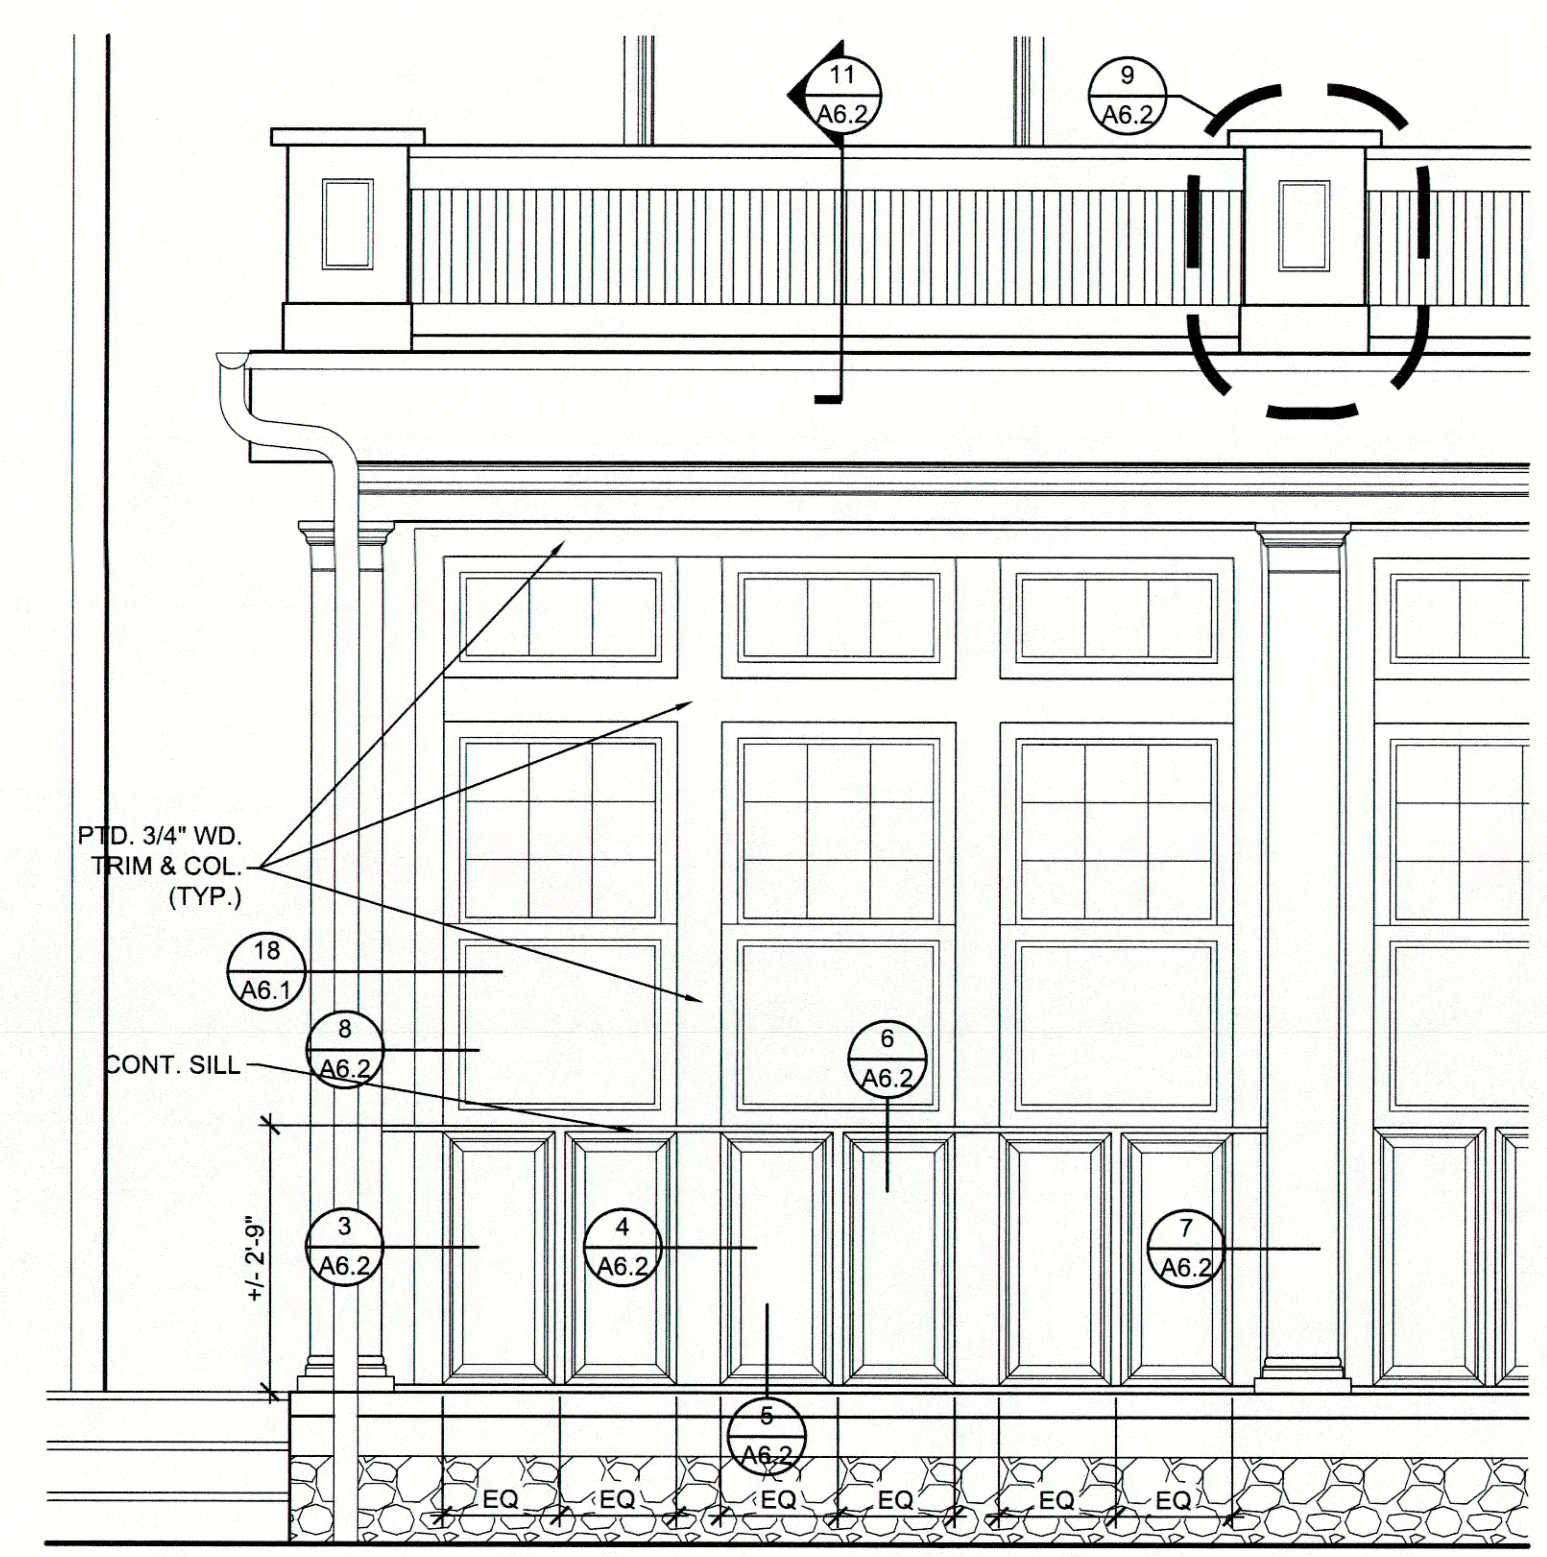 11
A6.2
9
A6.2
PTD. 3/4" WD.
TRIM & COL.
(TYP.)
18
A6.1
8
A6.2
CONT. SILL
6
A6.2
+/- 2'-9"
3
A6.2
4
A6.2
7
A6.2
5
A6.2
EQ
EQ
EQ
EQ
EQ
EQ